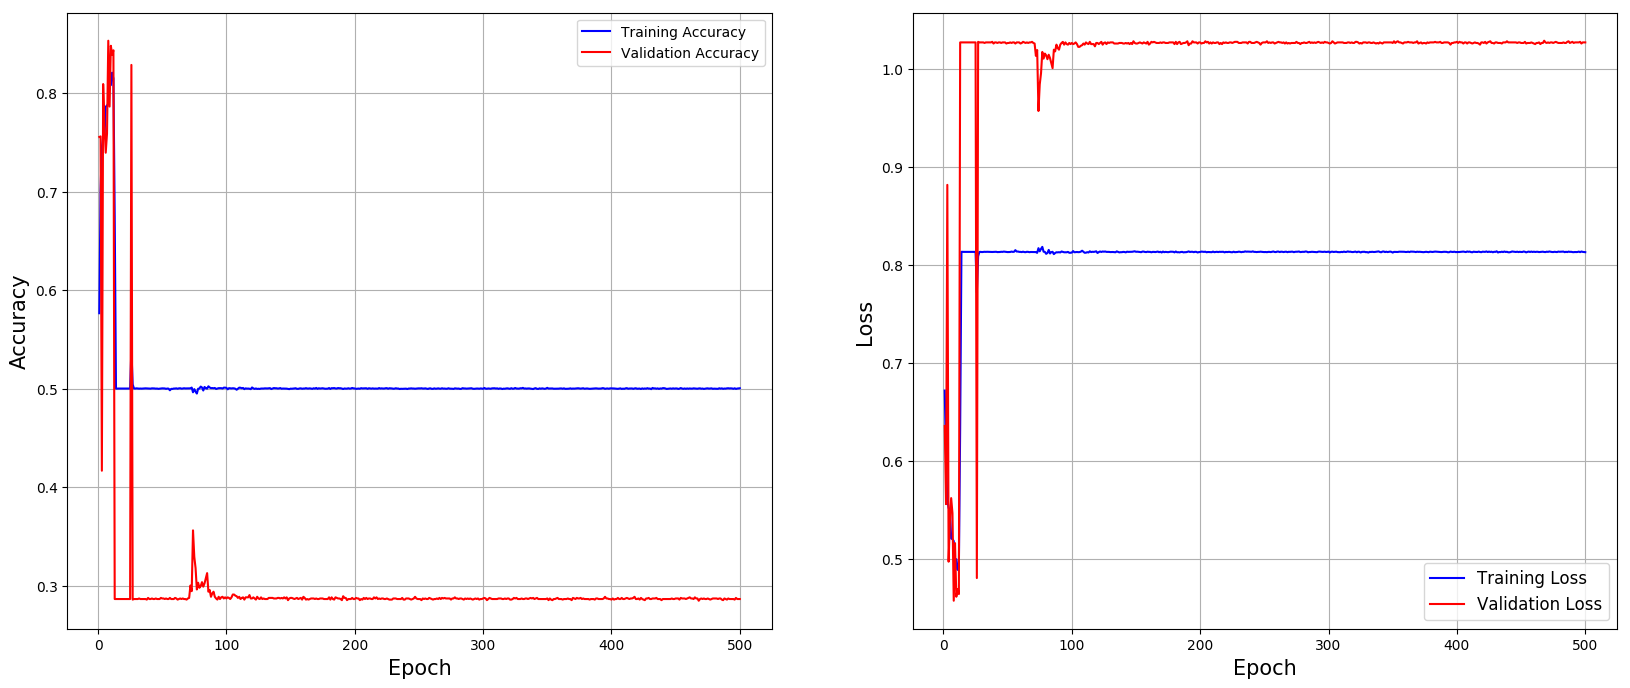 Training Accuracy
Validation Accuracy
0.8
0.7
0.6
0.5
0.4
0.3
Accuracy
0 100 200 300 400 500
Epoch
1.0
0.9
0.8
0.7
0.6
0.5
Loss
Training Loss
Validation Loss
0 100 200 300 400 500
Epoch